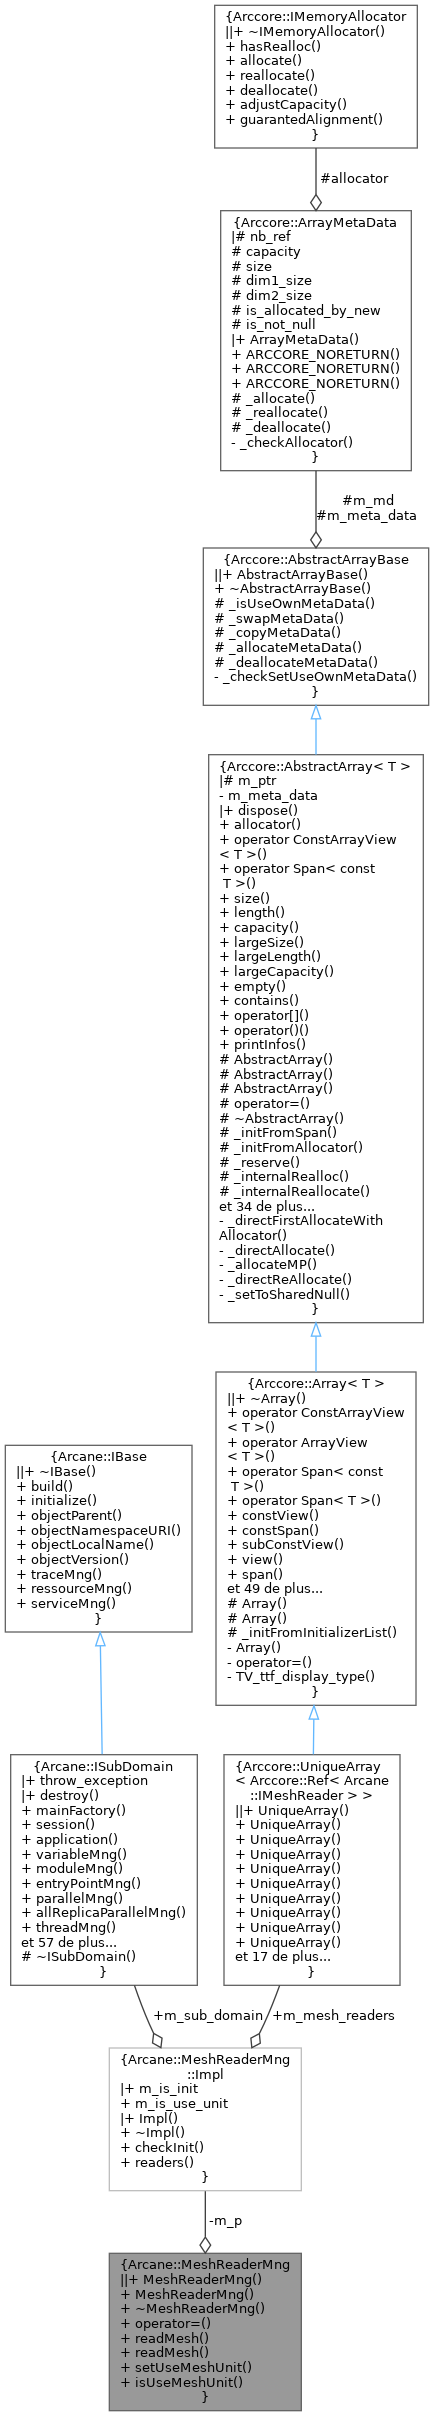 {Arccore::IMemoryAllocator
||+ ~IMemoryAllocator()
+ hasRealloc()
+ allocate()
+ reallocate()
+ deallocate()
+ adjustCapacity()
+ guarantedAlignment()
}
#allocator
{Arccore::ArrayMetaData
|# nb_ref
# capacity
# size
# dim1_size
# dim2_size
# is_allocated_by_new
# is_not_null
|+ ArrayMetaData()
+ ARCCORE_NORETURN()
+ ARCCORE_NORETURN()
+ ARCCORE_NORETURN()
# _allocate()
# _reallocate()
# _deallocate()
- _checkAllocator()
}
#m_md
#m_meta_data
{Arccore::AbstractArrayBase
||+ AbstractArrayBase()
+ ~AbstractArrayBase()
# _isUseOwnMetaData()
# _swapMetaData()
# _copyMetaData()
# _allocateMetaData()
# _deallocateMetaData()
- _checkSetUseOwnMetaData()
}
{Arccore::AbstractArray< T >
|# m_ptr
- m_meta_data
|+ dispose()
+ allocator()
+ operator ConstArrayView
< T >()
+ operator Span< const
T >()
+ size()
+ length()
+ capacity()
+ largeSize()
+ largeLength()
+ largeCapacity()
+ empty()
+ contains()
+ operator[]()
+ operator()()
+ printInfos()
# AbstractArray()
# AbstractArray()
# AbstractArray()
# operator=()
# ~AbstractArray()
# _initFromSpan()
# _initFromAllocator()
# _reserve()
# _internalRealloc()
# _internalReallocate()
et 34 de plus...
- _directFirstAllocateWith
Allocator()
- _directAllocate()
- _allocateMP()
- _directReAllocate()
- _setToSharedNull()
}
{Arccore::Array< T >
||+ ~Array()
+ operator ConstArrayView
< T >()
+ operator ArrayView
< T >()
+ operator Span< const
T >()
+ operator Span< T >()
+ constView()
+ constSpan()
+ subConstView()
+ view()
+ span()
et 49 de plus...
# Array()
# Array()
# _initFromInitializerList()
- Array()
- operator=()
- TV_ttf_display_type()
}
{Arcane::IBase
||+ ~IBase()
+ build()
+ initialize()
+ objectParent()
+ objectNamespaceURI()
+ objectLocalName()
+ objectVersion()
+ traceMng()
+ ressourceMng()
+ serviceMng()
}
{Arcane::ISubDomain
|+ throw_exception
|+ destroy()
+ mainFactory()
+ session()
+ application()
+ variableMng()
+ moduleMng()
+ entryPointMng()
+ parallelMng()
+ allReplicaParallelMng()
+ threadMng()
et 57 de plus...
# ~ISubDomain()
}
{Arccore::UniqueArray
< Arccore::Ref< Arcane
::IMeshReader > >
||+ UniqueArray()
+ UniqueArray()
+ UniqueArray()
+ UniqueArray()
+ UniqueArray()
+ UniqueArray()
+ UniqueArray()
+ UniqueArray()
+ UniqueArray()
+ UniqueArray()
et 17 de plus...
}
+m_sub_domain
+m_mesh_readers
{Arcane::MeshReaderMng
::Impl
|+ m_is_init
+ m_is_use_unit
|+ Impl()
+ ~Impl()
+ checkInit()
+ readers()
}
-m_p
{Arcane::MeshReaderMng
||+ MeshReaderMng()
+ MeshReaderMng()
+ ~MeshReaderMng()
+ operator=()
+ readMesh()
+ readMesh()
+ setUseMeshUnit()
+ isUseMeshUnit()
}